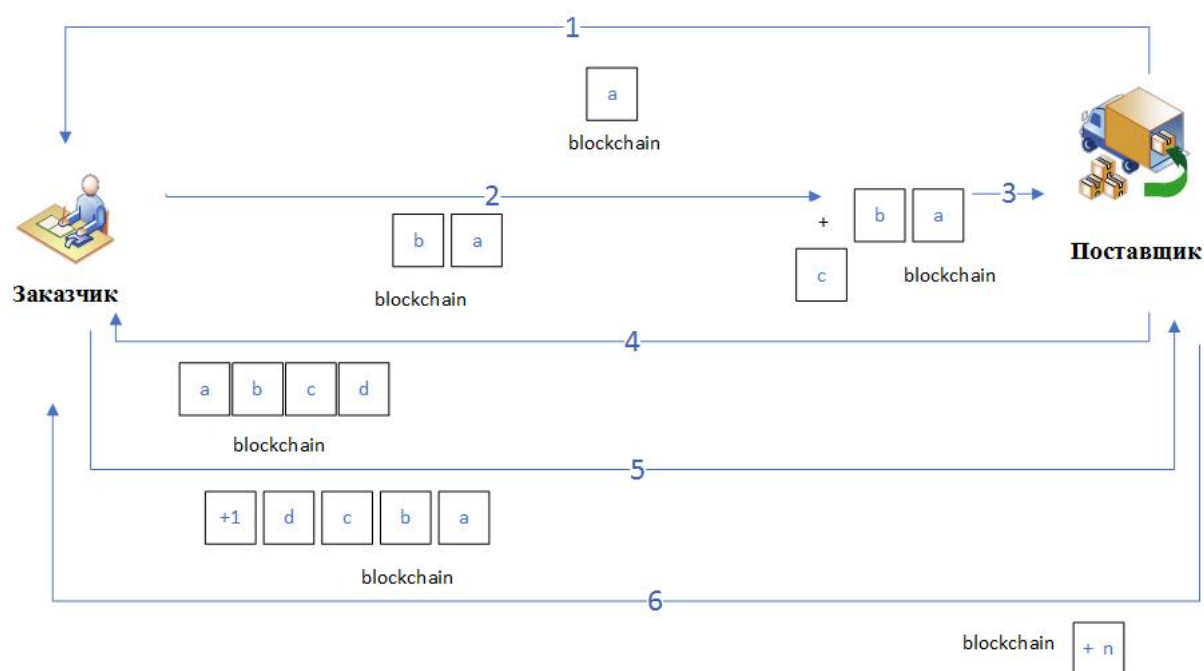 1
a
blockchain
2
3
b a
+
b a
c
blockchain
blockchain
Поставщик
Заказчик
4
a b c d
blockchain
5
+1 d c b a
blockchain
6
blockchain + n